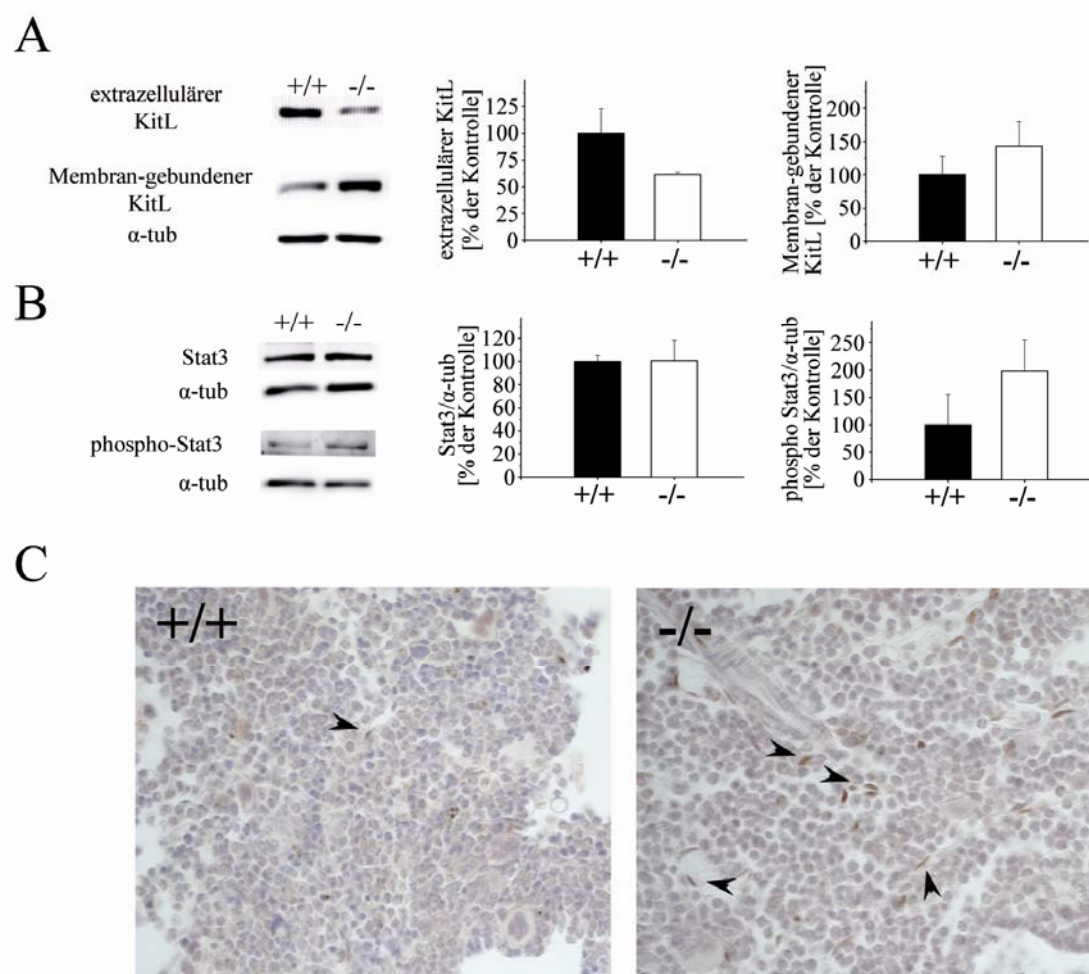 A
+/+ -/-
extrazellulärer
KitL
Membran-gebundener
KitL
α-tub
extrazellulärer KitL
[% der Kontrolle]
125
100
75
50
25
0
+/+ -/-
Membran-gebundener
KitL [% der Kontrolle]
200
150
100
50
0
+/+ -/-
B
+/+ -/-
Stat3
α-tub
phospho-Stat3
α-tub
Stat3/α-tub
[% der Kontrolle]
120
100
80
60
40
20
0
+/+ -/-
phospho Stat3/α-tub
[% der Kontrolle]
250
200
150
100
50
0
+/+ -/-
C
+/+
-/-